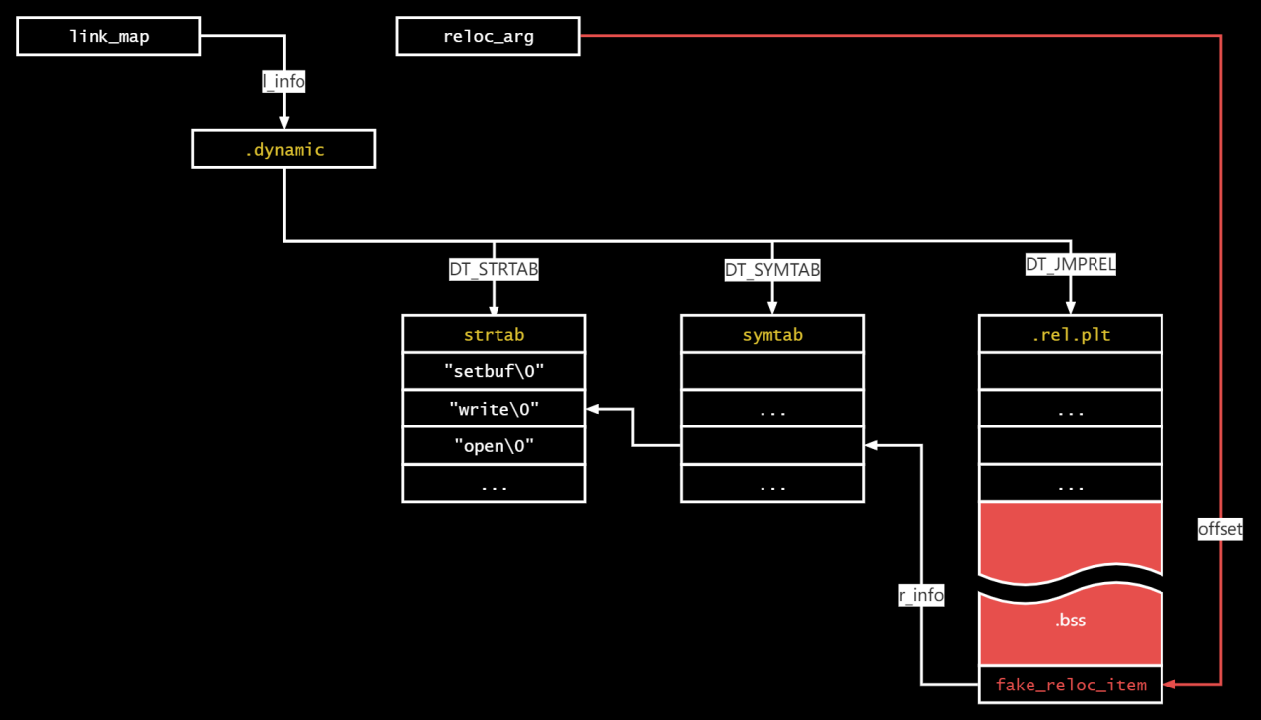 link_map
reloc_arg
l_info
.dynamic
DT_STRTAB
DT_SYMTAB
DT_JMPREL
strtab
symtab
.rel.plt
"setbuf\0"
"write\0"
...
...
"open\0"
...
...
...
offset
r_info
.bss
fake_reloc_item